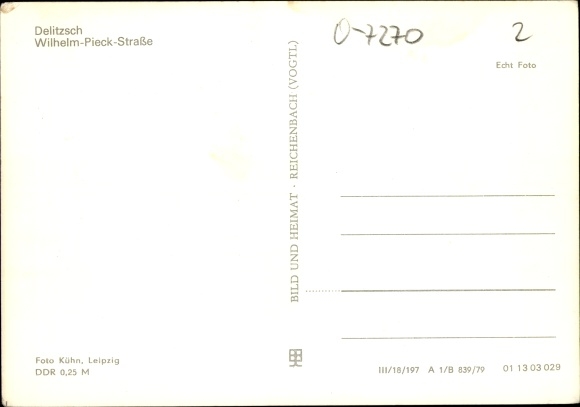 Delitzsch
Wilhelm-Pieck-Straße
O-7270
2
Echt Foto
BILD UND HEIMAT · REICHENBACH (VOGTL)
Foto Kühn, Leipzig
DDR 0,25 M
III/18/197 A 1/B 839/79 01 13 03 029